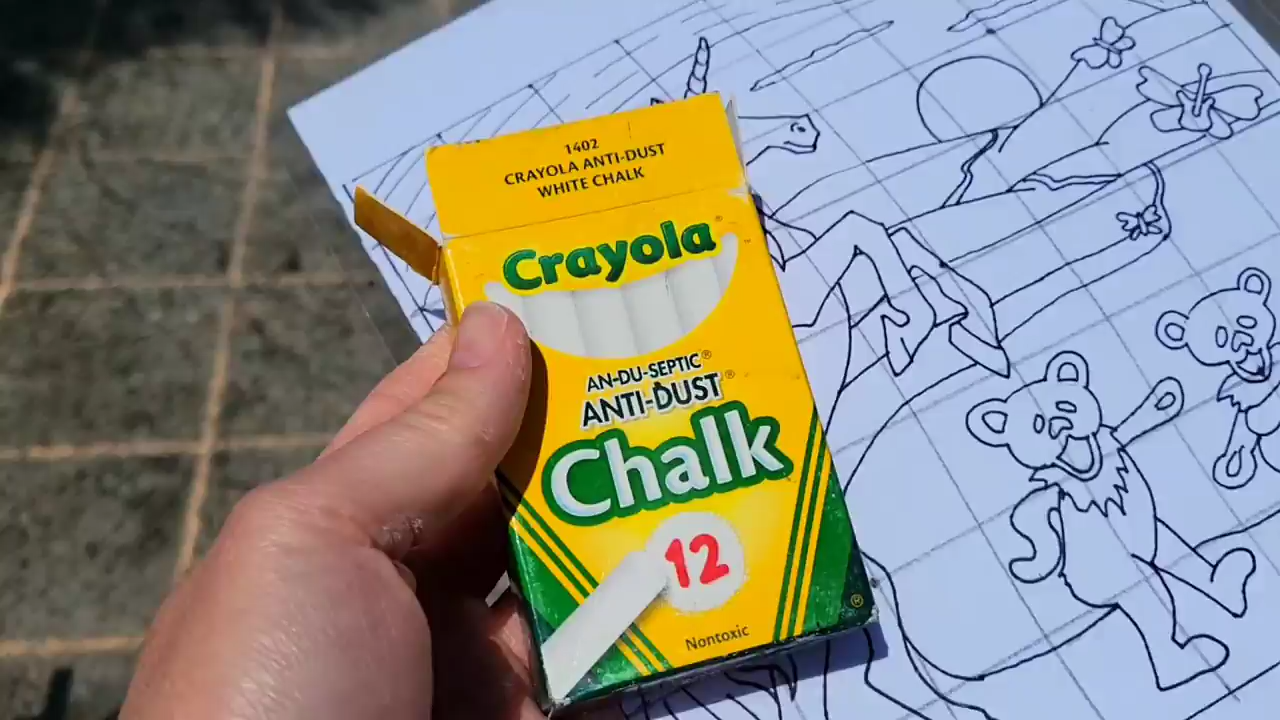 1402
CRAYOLA ANTI-DUST
WHITE CHALK
Crayola®
AN-DU-SEPTIC®
ANTI-DUST®
Chalk
12
Nontoxic
®